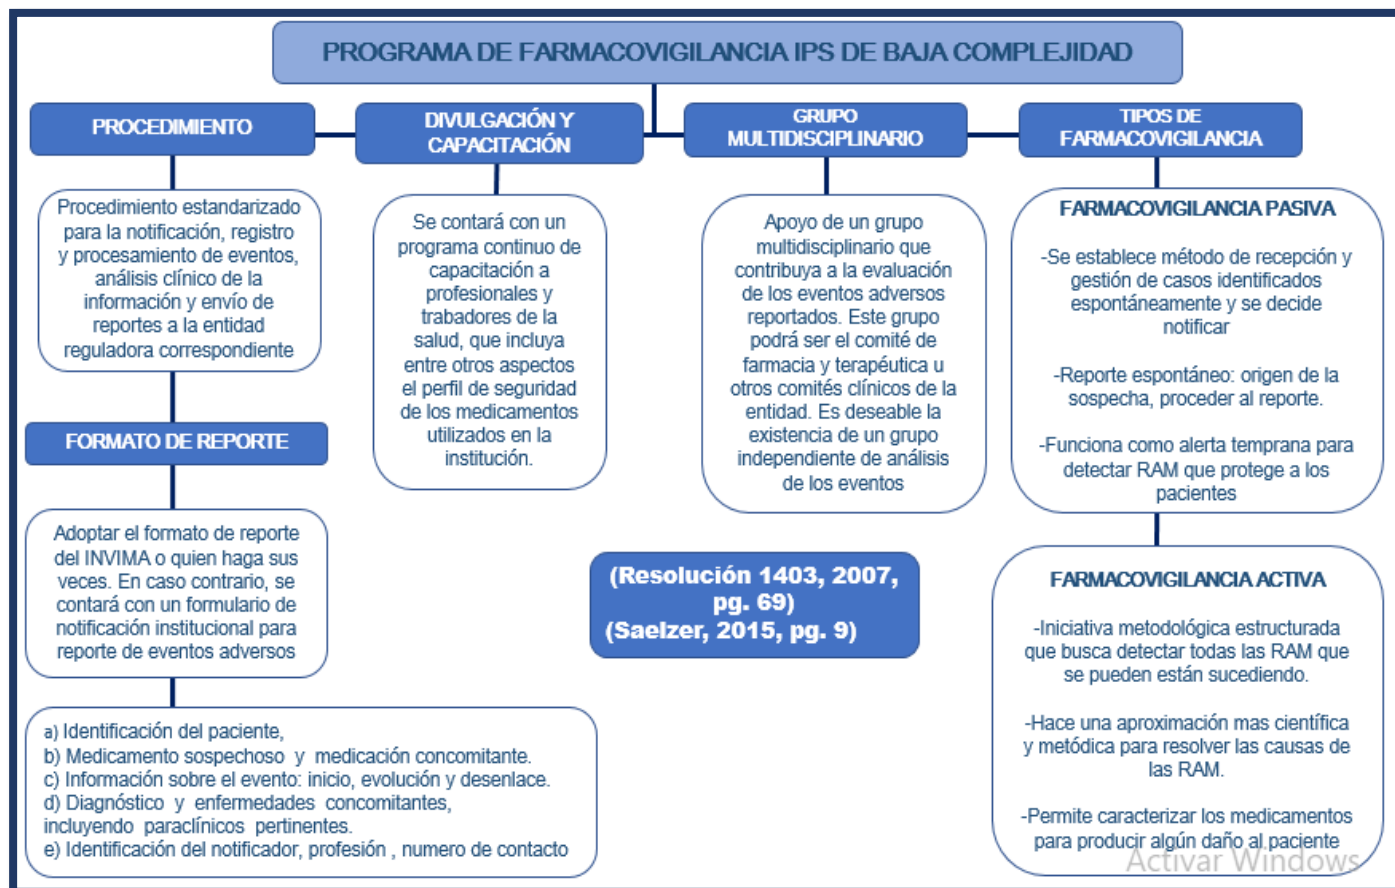 PROGRAMA DE FARMACOVIGILANCIA IPS DE BAJA COMPLEJIDAD
PROCEDIMIENTO
Procedimiento estandarizado
para la notificación, registro
y procesamiento de eventos,
análisis clínico de la
información y envío de
reportes a la entidad
reguladora correspondiente
FORMATO DE REPORTE
Adoptar el formato de reporte
del INVIMA o quien haga sus
veces. En caso contrario, se
contará con un formulario de
notificación institucional para
reporte de eventos adversos
a) Identificación del paciente,
b) Medicamento sospechoso y medicación concomitante.
c) Información sobre el evento: inicio, evolución y desenlace.
d) Diagnóstico y enfermedades concomitantes,
incluyendo paraclínicos pertinentes.
e) Identificación del notificador, profesión , numero de contacto
DIVULGACIÓN Y
CAPACITACIÓN
Se contará con un
programa continuo de
capacitación a
profesionales y
trabajadores de la
salud, que incluya
entre otros aspectos
el perfil de seguridad
de los medicamentos
utilizados en la
institución.
GRUPO
MULTIDISCIPLINARIO
Apoyo de un grupo
multidisciplinario que
contribuya a la evaluación
de los eventos adversos
reportados. Este grupo
podrá ser el comité de
farmacia y terapéutica u
otros comités clínicos de la
entidad. Es deseable la
existencia de un grupo
independiente de análisis
de los eventos
(Resolución 1403, 2007,
pg. 69)
(Saelzer, 2015, pg. 9)
TIPOS DE
FARMACOVIGILANCIA
FARMACOVIGILANCIA PASIVA
-Se establece método de recepción y
gestión de casos identificados
espontáneamente y se decide
notificar
-Reporte espontáneo: origen de la
sospecha, proceder al reporte.
-Funciona como alerta temprana para
detectar RAM que protege a los
pacientes
FARMACOVIGILANCIA ACTIVA
-Iniciativa metodológica estructurada
que busca detectar todas las RAM que
se pueden están sucediendo.
-Hace una aproximación mas científica
y metódica para resolver las causas de
las RAM.
-Permite caracterizar los medicamentos
para producir algún daño al paciente
Activar Windows